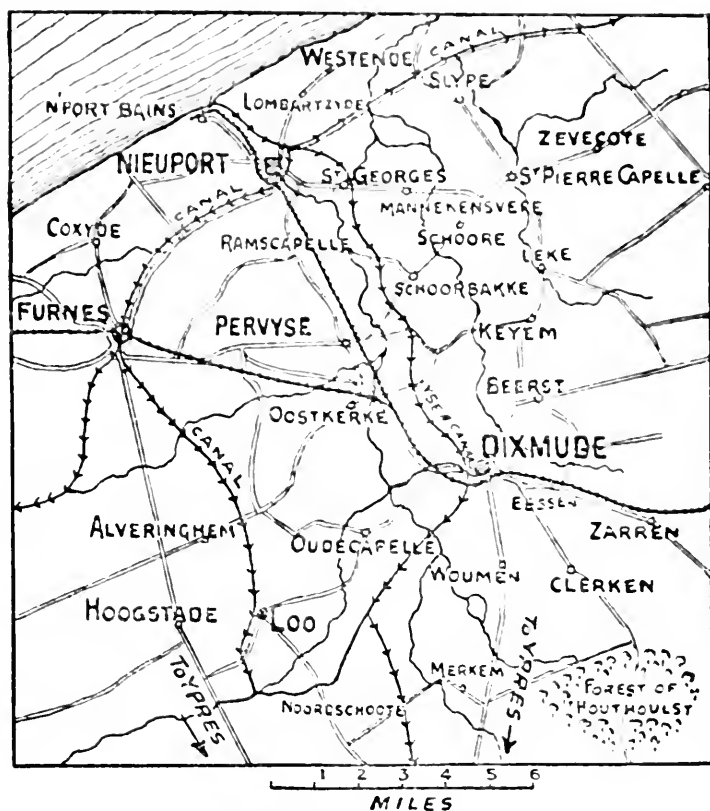 WESTENDE
CANAL
SLYPE
N'PORT BAINS
LOMBARTZYDE
ZEVECOTE
NIEUPORT
ST GEORGES
ST PIERRE CAPELLE
CANAL
MANNEKENSVERE
COXYDE
RAMSCAPELLE
SCHOORE
LEKE
SCHOORBAKKE
FURNES
PERVYSE
KEYEM
BEERST
YSER CANAL
OOSTKERKE
DIXMUDE
CANAL
EESSEN
ALVERINGHEM
ZARREN
OUDECAPELLE
WOUMEN
CLERKEN
HOOGSTADE
LOO
TO YPRES
TO YPRES
MERKEM
FOREST OF
HOUTHOULST
NOORDSCHOOTE
1 2 3 4 5 6
MILES